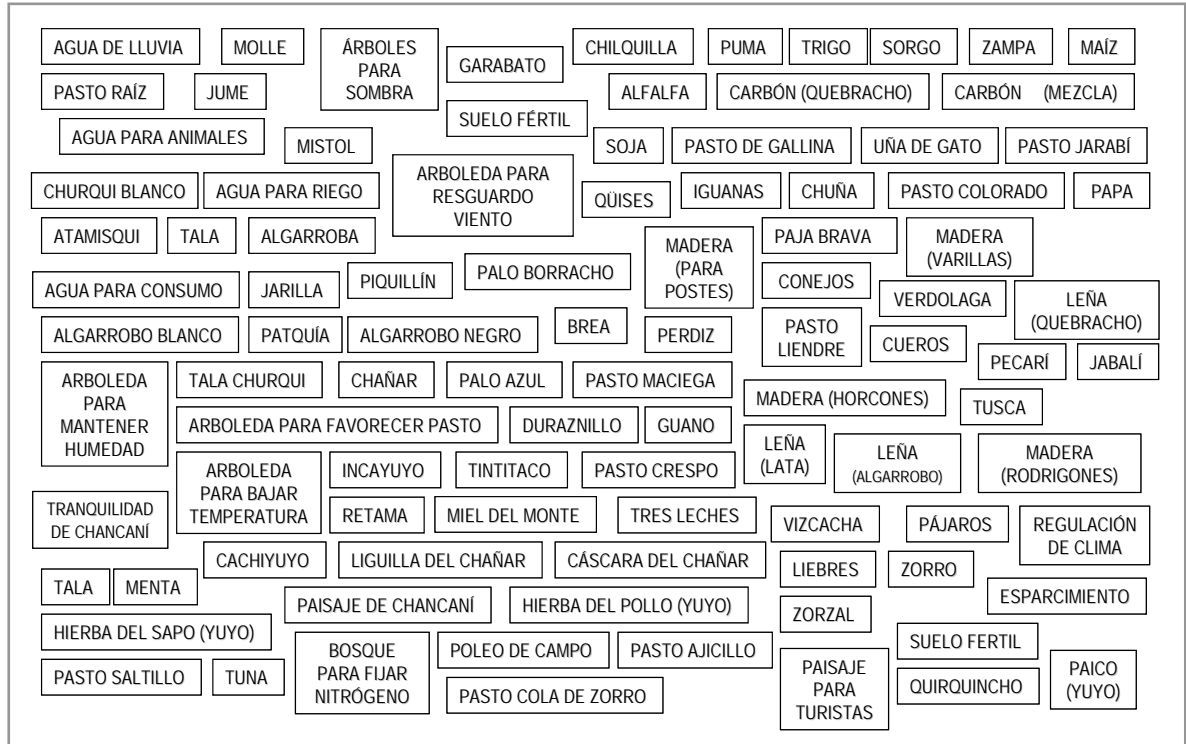 AGUA DE LLUVIA
MOLLE
ÁRBOLES
PARA
SOMBRA
GARABATO
CHILQUILLA
PUMA
TRIGO
SORGO
ZAMPA
MAÍZ
PASTO RAÍZ
JUME
ALFALFA
CARBÓN (QUEBRACHO)
CARBÓN (MEZCLA)
SUELO FÉRTIL
AGUA PARA ANIMALES
MISTOL
SOJA
PASTO DE GALLINA
UÑA DE GATO
PASTO JARABÍ
ARBOLEDA PARA
RESGUARDO
VIENTO
CHURQUI BLANCO
AGUA PARA RIEGO
QÜISES
IGUANAS
CHUÑA
PASTO COLORADO
PAPA
ATAMISQUI
TALA
ALGARROBA
MADERA
(PARA
POSTES)
PAJA BRAVA
MADERA
(VARILLAS)
PIQUILLÍN
PALO BORRACHO
CONEJOS
AGUA PARA CONSUMO
JARILLA
VERDOLAGA
LEÑA
(QUEBRACHO)
ALGARROBO BLANCO
PATQUÍA
ALGARROBO NEGRO
BREA
PERDIZ
PASTO
LIENDRE
CUEROS
PECARÍ
JABALÍ
ARBOLEDA
PARA
MANTENER
HUMEDAD
TALA CHURQUI
CHAÑAR
PALO AZUL
PASTO MACIEGA
MADERA (HORCONES)
TUSCA
ARBOLEDA PARA FAVORECER PASTO
DURAZNILLO
GUANO
LEÑA
(LATA)
LEÑA
(ALGARROBO)
MADERA
(RODRIGONES)
ARBOLEDA
PARA BAJAR
TEMPERATURA
INCAYUYO
TINTITACO
PASTO CRESPO
TRANQUILIDAD
DE CHANCANÍ
RETAMA
MIEL DEL MONTE
TRES LECHES
VIZCACHA
PÁJAROS
REGULACIÓN
DE CLIMA
CACHIYUYO
LIGUILLA DEL CHAÑAR
CÁSCARA DEL CHAÑAR
LIEBRES
ZORRO
TALA
MENTA
PAISAJE DE CHANCANÍ
HIERBA DEL POLLO (YUYO)
ZORZAL
ESPARCIMIENTO
HIERBA DEL SAPO (YUYO)
BOSQUE
PARA FIJAR
NITRÓGENO
POLEO DE CAMPO
PASTO AJICILLO
SUELO FERTIL
PASTO SALTILLO
TUNA
PASTO COLA DE ZORRO
PAISAJE
PARA
TURISTAS
QUIRQUINCHO
PAICO
(YUYO)